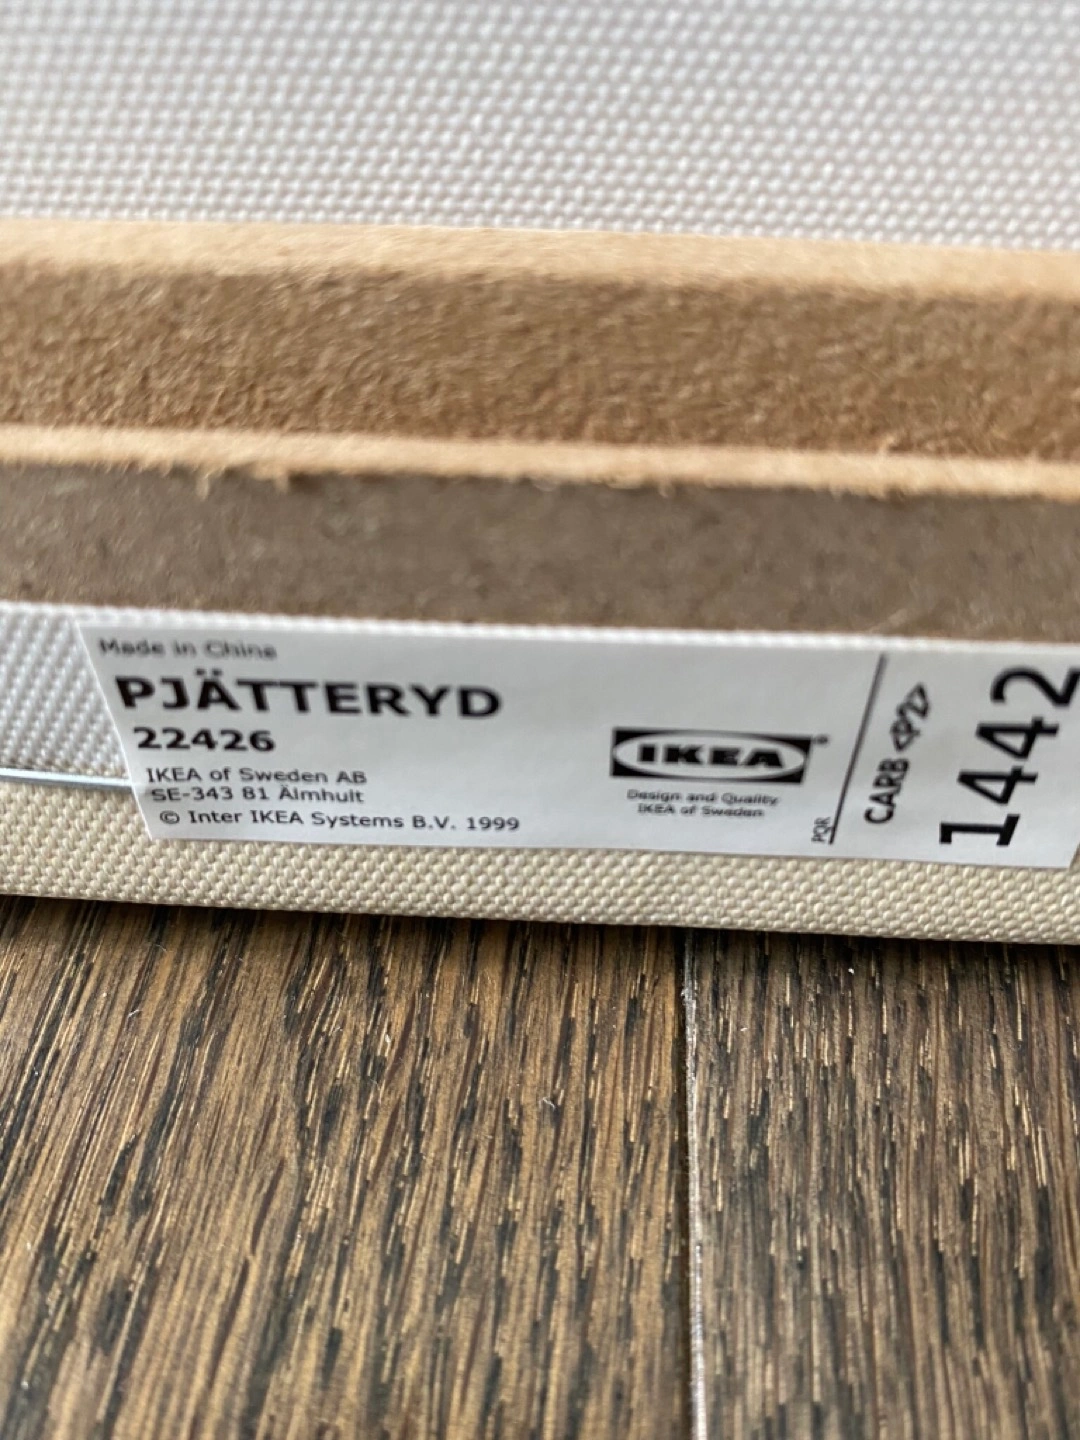 Made in China
PJÄTTERYD
22426
IKEA of Sweden AB
SE-343 81 Älmhult
© Inter IKEA Systems B.V. 1999
IKEA®
Design and Quality
IKEA of Sweden
PQR
CARB <P2>
1442